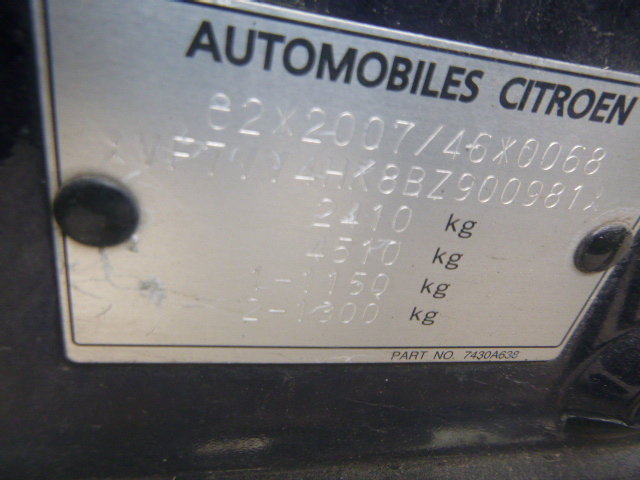 AUTOMOBILES CITROEN
e2*2007/46*0068
2410 kg
4510 kg
1-1150 kg
2-1300 kg
PART NO. 7430A638